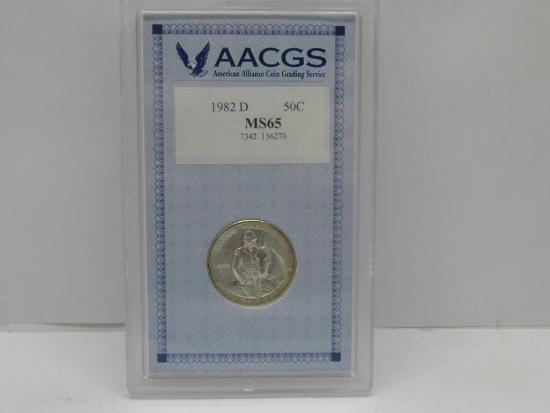 AACGS
American Alliance Coin Grading Service
1982 D 50C
MS65
7342 136270